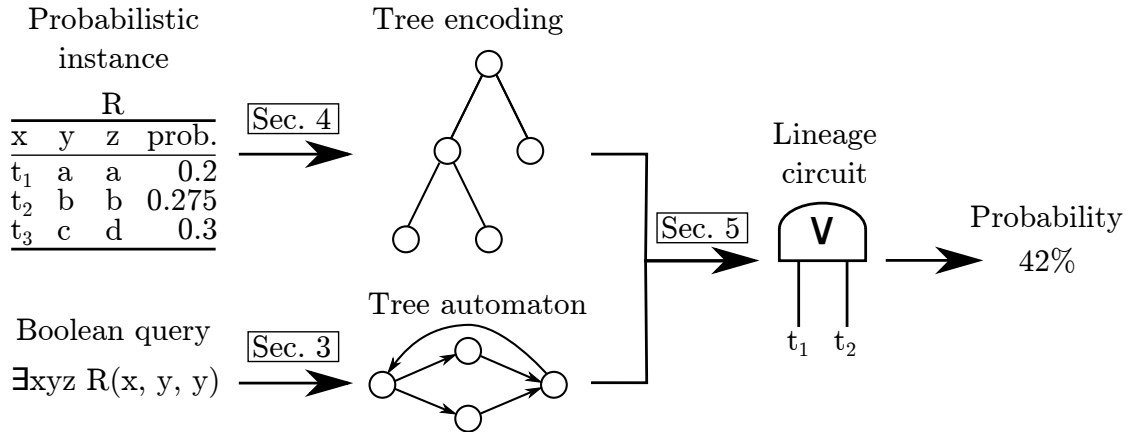 Probabilistic
instance
R
x y z prob.
t₁ a a 0.2
t₂ b b 0.275
t₃ c d 0.3
Sec. 4
Tree encoding
Boolean query
∃xyz R(x, y, y)
Sec. 3
Tree automaton
Sec. 5
Lineage
circuit
∨
t₁ t₂
Probability
42%